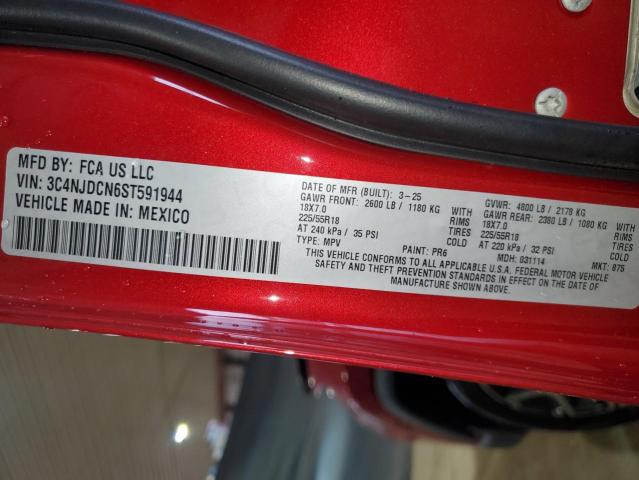 MFD BY: FCA US LLC
VIN: 3C4NJDCN6ST591944
VEHICLE MADE IN: MEXICO
DATE OF MFR (BUILT): 3-25
GAWR FRONT: 2600 LB / 1180 KG WITH
18X7.0 RIMS
225/55R18 TIRES
AT 240 kPa / 35 PSI COLD
TYPE: MPV PAINT: PR6
GVWR: 4800 LB / 2178 KG
GAWR REAR: 2380 LB / 1080 KG WITH
18X7.0 RIMS
225/55R18 TIRES
AT 220 kPa / 32 PSI COLD
MDH: 031114 MKT: 875
THIS VEHICLE CONFORMS TO ALL APPLICABLE U.S.A. FEDERAL MOTOR VEHICLE
SAFETY AND THEFT PREVENTION STANDARDS IN EFFECT ON THE DATE OF
MANUFACTURE SHOWN ABOVE.